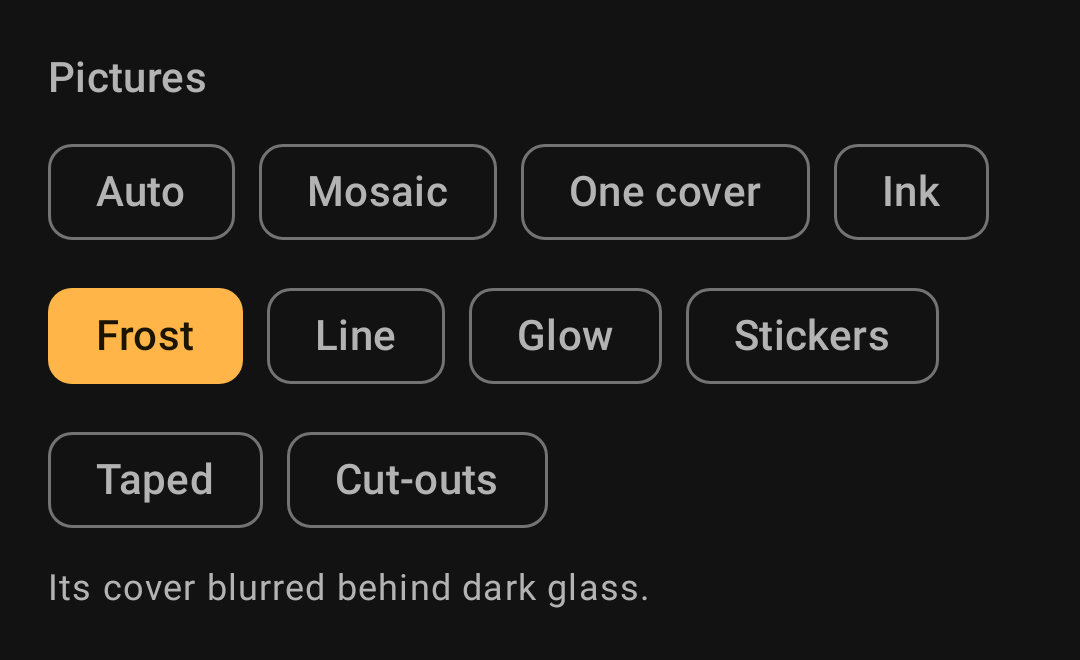 Pictures
Auto Mosaic One cover Ink
Frost Line Glow Stickers
Taped Cut-outs
Its cover blurred behind dark glass.